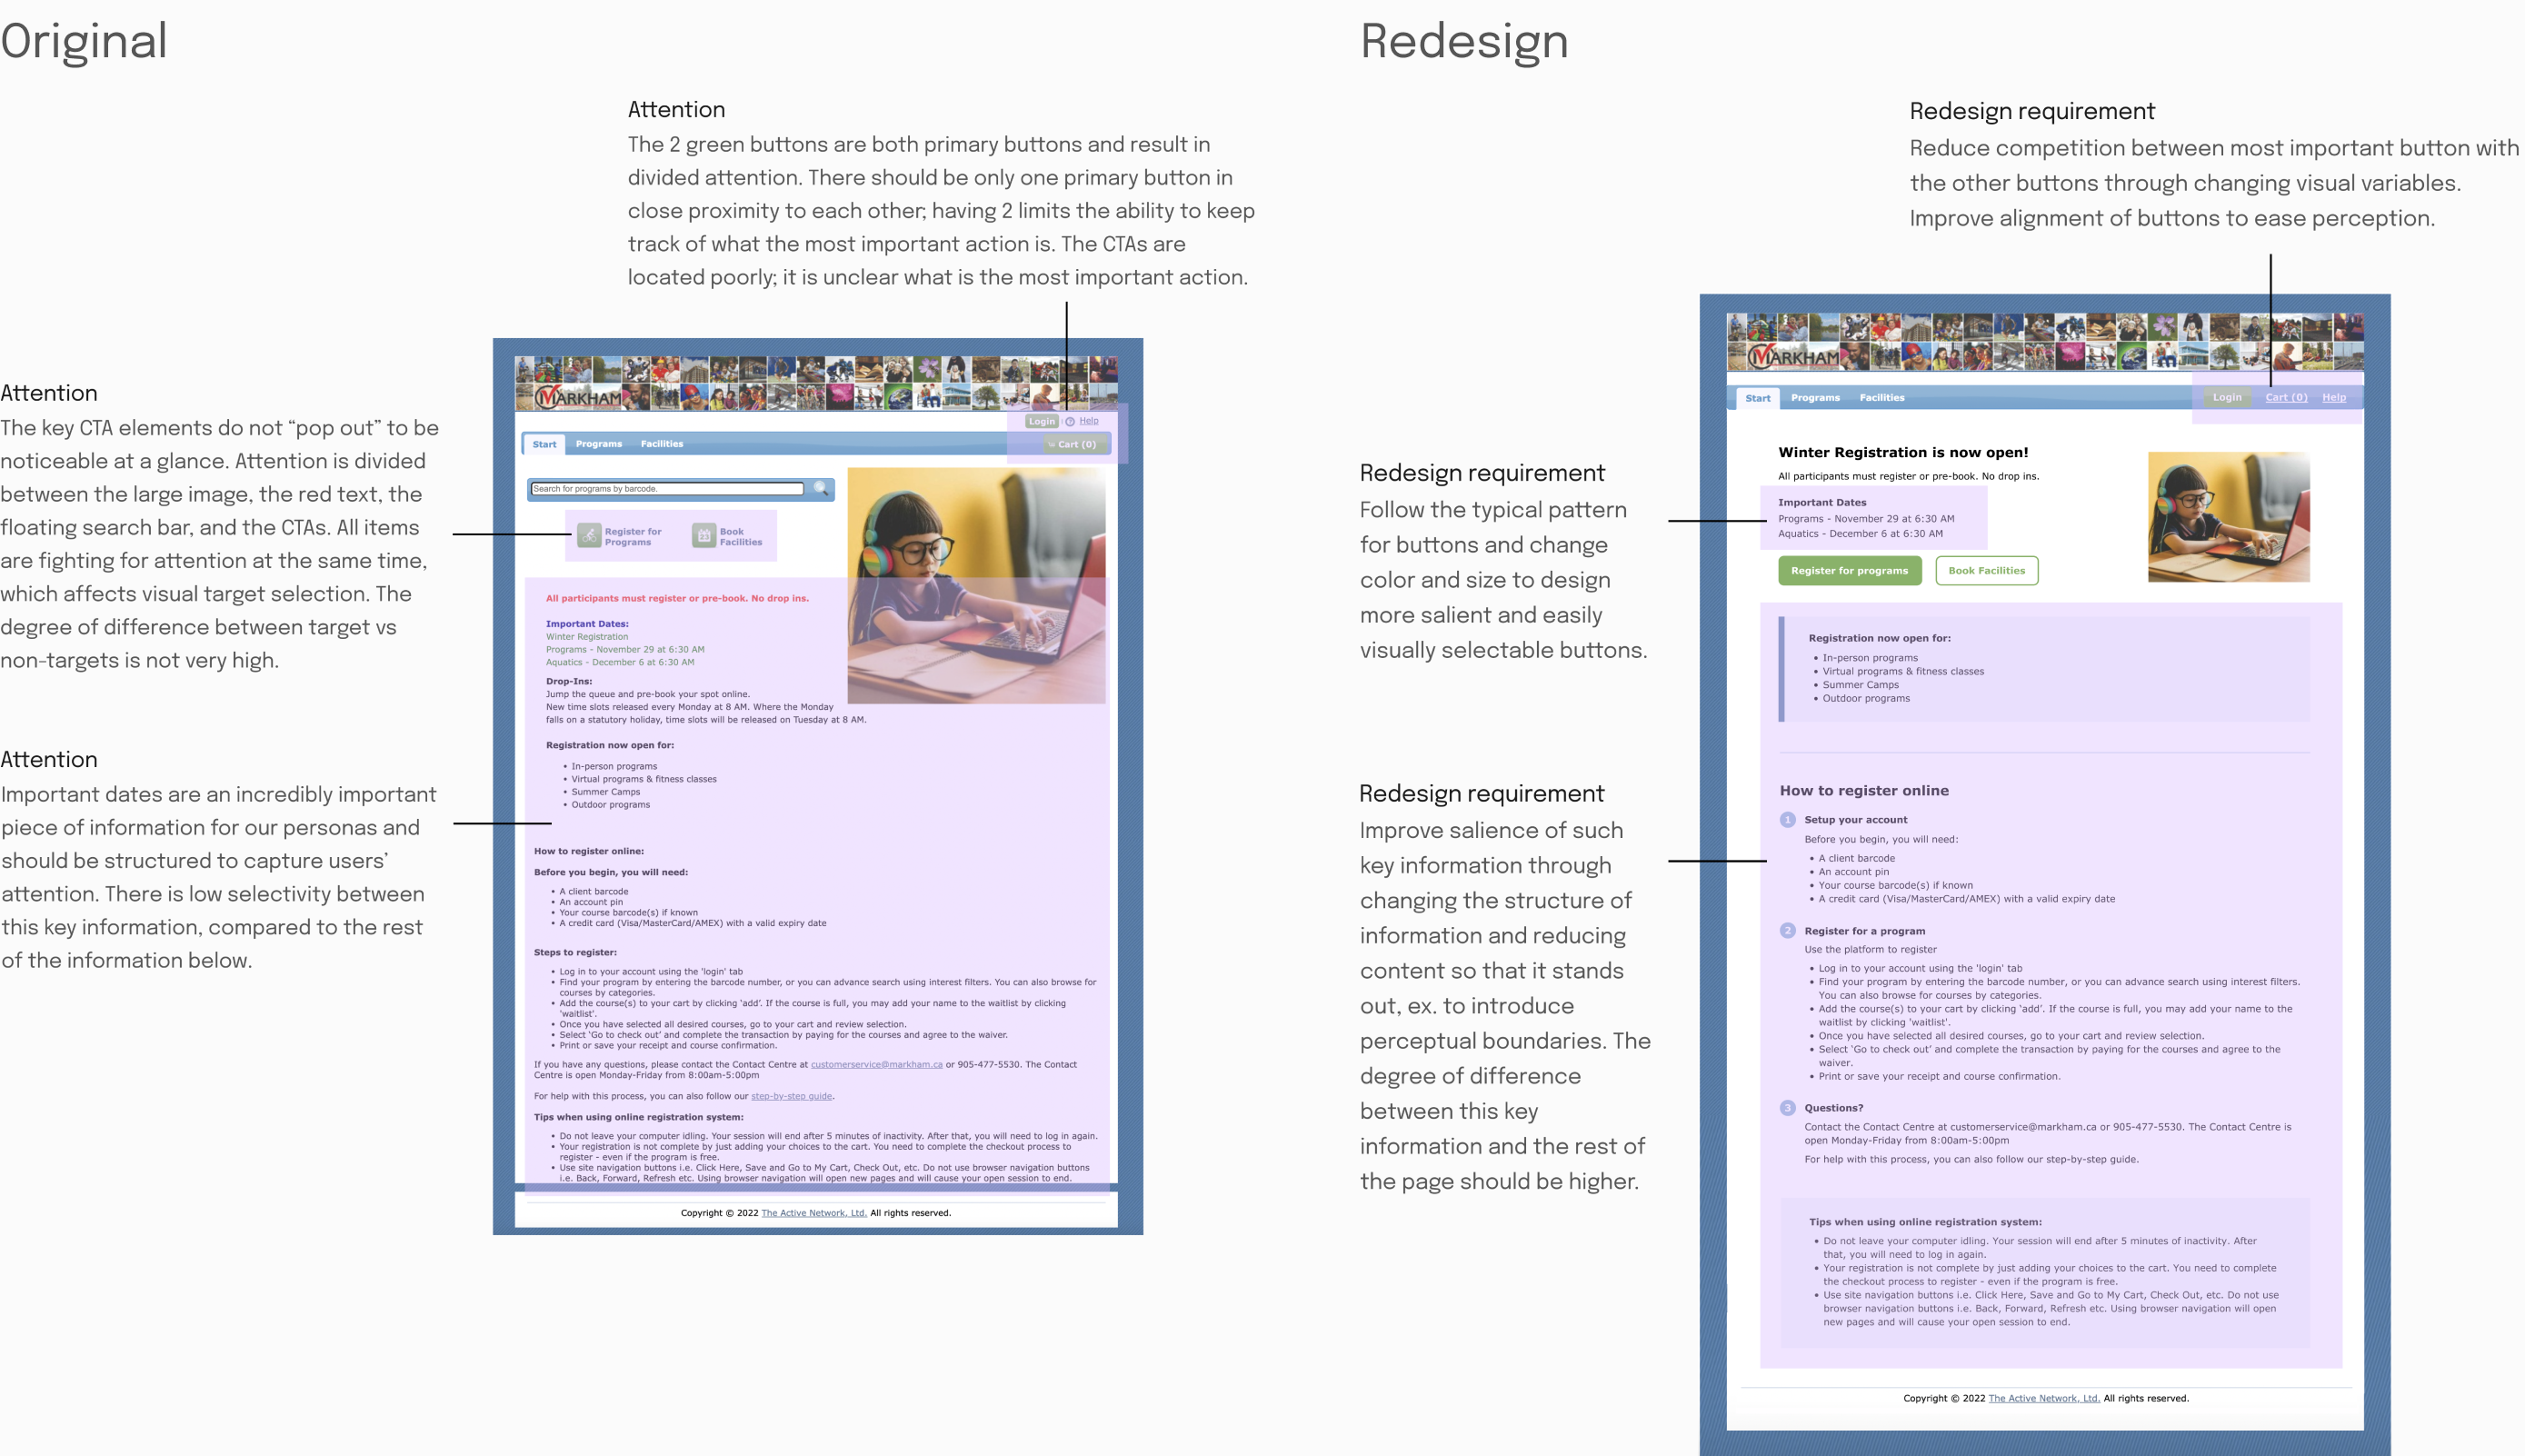 Original
Attention
The 2 green buttons are both primary buttons and result in
divided attention. There should be only one primary button in
close proximity to each other; having 2 limits the ability to keep
track of what the most important action is. The CTAs are
located poorly; it is unclear what is the most important action.
Attention
The key CTA elements do not “pop out” to be
noticeable at a glance. Attention is divided
between the large image, the red text, the
floating search bar, and the CTAs. All items
are fighting for attention at the same time,
which affects visual target selection. The
degree of difference between target vs
non-targets is not very high.
Attention
Important dates are an incredibly important
piece of information for our personas and
should be structured to capture users’
attention. There is low selectivity between
this key information, compared to the rest
of the information below.
MARKHAM
Login Help
Start Programs Facilities Cart (0)
Search for programs by barcode.
Register for
Programs
Book
Facilities
All participants must register or pre-book. No drop ins.
Important Dates:
Winter Registration
Programs - November 29 at 6:30 AM
Aquatics - December 6 at 6:30 AM
Drop-Ins:
Jump the queue and pre-book your spot online.
New time slots released every Monday at 8 AM. Where the Monday
falls on a statutory holiday, time slots will be released on Tuesday at 8 AM.
Registration now open for:
• In-person programs
• Virtual programs & fitness classes
• Summer Camps
• Outdoor programs
How to register online:
Before you begin, you will need:
• A client barcode
• An account pin
• Your course barcode(s) if known
• A credit card (Visa/MasterCard/AMEX) with a valid expiry date
Steps to register:
• Log in to your account using the 'login' tab
• Find your program by entering the barcode number, or you can advance search using interest filters. You can also browse for
courses by categories.
• Add the course(s) to your cart by clicking 'add'. If the course is full, you may add your name to the waitlist by clicking
'waitlist'.
• Once you have selected all desired courses, go to your cart and review selection.
• Select 'Go to check out' and complete the transaction by paying for the courses and agree to the waiver.
• Print or save your receipt and course confirmation.
If you have any questions, please contact the Contact Centre at customerservice@markham.ca or 905-477-5530. The Contact
Centre is open Monday-Friday from 8:00am-5:00pm
For help with this process, you can also follow our step-by-step guide.
Tips when using online registration system:
• Do not leave your computer idling. Your session will end after 5 minutes of inactivity. After that, you will need to log in again.
• Your registration is not complete by just adding your choices to the cart. You need to complete the checkout process to
register - even if the program is free.
• Use site navigation buttons i.e. Click Here, Save and Go to My Cart, Check Out, etc. Do not use browser navigation buttons
i.e. Back, Forward, Refresh etc. Using browser navigation will open new pages and will cause your open session to end.
Copyright © 2022 The Active Network, Ltd. All rights reserved.
Redesign
Redesign requirement
Reduce competition between most important button with
the other buttons through changing visual variables.
Improve alignment of buttons to ease perception.
Redesign requirement
Follow the typical pattern
for buttons and change
color and size to design
more salient and easily
visually selectable buttons.
Redesign requirement
Improve salience of such
key information through
changing the structure of
information and reducing
content so that it stands
out, ex. to introduce
perceptual boundaries. The
degree of difference
between this key
information and the rest of
the page should be higher.
MARKHAM
Start Programs Facilities Login Cart (0) Help
Winter Registration is now open!
All participants must register or pre-book. No drop ins.
Important Dates
Programs - November 29 at 6:30 AM
Aquatics - December 6 at 6:30 AM
Register for programs Book Facilities
Registration now open for:
• In-person programs
• Virtual programs & fitness classes
• Summer Camps
• Outdoor programs
How to register online
1 Setup your account
Before you begin, you will need:
• A client barcode
• An account pin
• Your course barcode(s) if known
• A credit card (Visa/MasterCard/AMEX) with a valid expiry date
2 Register for a program
Use the platform to register
• Log in to your account using the 'login' tab
• Find your program by entering the barcode number, or you can advance search using interest filters.
You can also browse for courses by categories.
• Add the course(s) to your cart by clicking 'add'. If the course is full, you may add your name to the
waitlist by clicking 'waitlist'.
• Once you have selected all desired courses, go to your cart and review selection.
• Select 'Go to check out' and complete the transaction by paying for the courses and agree to the
waiver.
• Print or save your receipt and course confirmation.
3 Questions?
Contact the Contact Centre at customerservice@markham.ca or 905-477-5530. The Contact Centre is
open Monday-Friday from 8:00am-5:00pm
For help with this process, you can also follow our step-by-step guide.
Tips when using online registration system:
• Do not leave your computer idling. Your session will end after 5 minutes of inactivity. After
that, you will need to log in again.
• Your registration is not complete by just adding your choices to the cart. You need to complete
the checkout process to register - even if the program is free.
• Use site navigation buttons i.e. Click Here, Save and Go to My Cart, Check Out, etc. Do not use
browser navigation buttons i.e. Back, Forward, Refresh etc. Using browser navigation will open
new pages and will cause your open session to end.
Copyright © 2022 The Active Network, Ltd. All rights reserved.